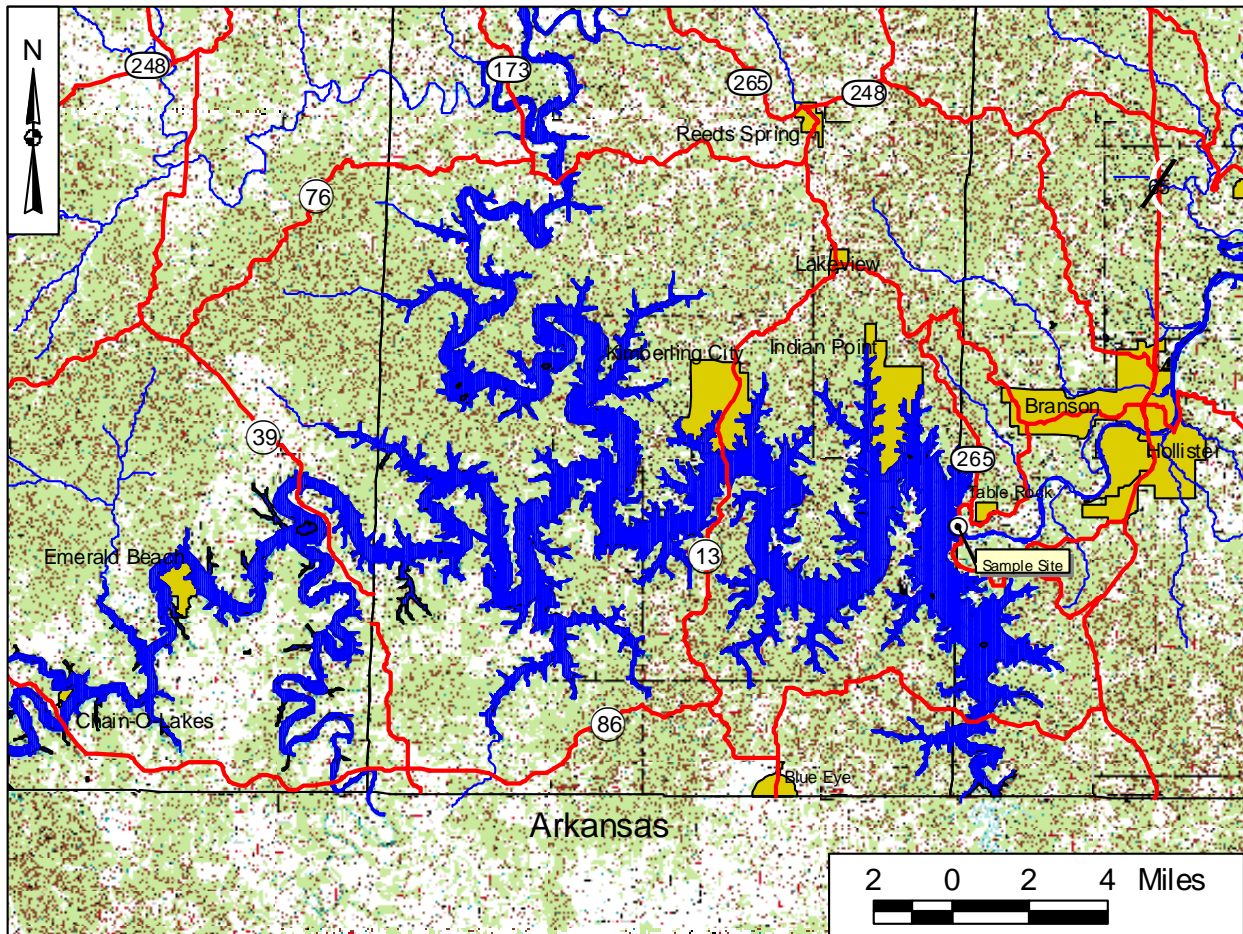 N
248
173
265
248
Reeds Spring
76
65
Lakeview
Kimberling City
Indian Point
Branson
39
265
Hollister
Table Rock
Emerald Beach
13
Sample Site
Chain-O-Lakes
86
Blue Eye
Arkansas
2 0 2 4 Miles